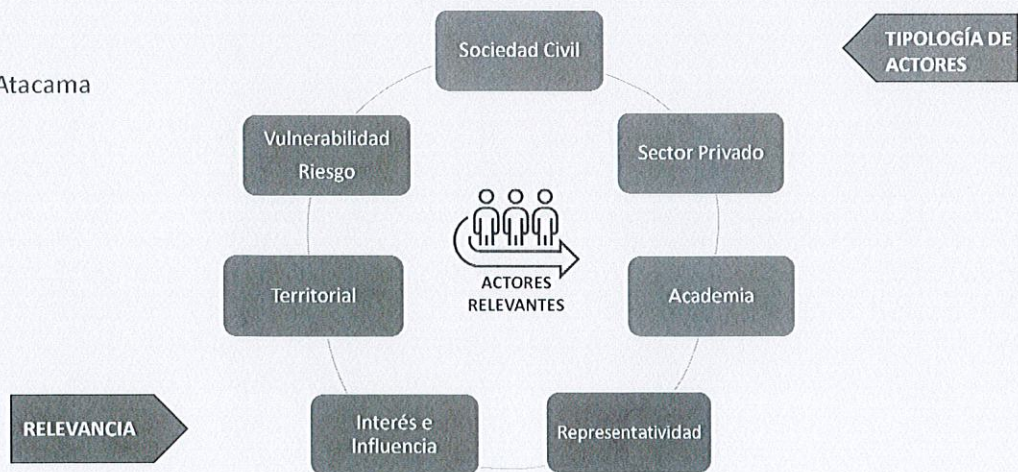 Sociedad Civil
TIPOLOGÍA DE
ACTORES
Atacama
Vulnerabilidad
Riesgo
Sector Privado
ACTORES
RELEVANTES
Territorial
Academia
RELEVANCIA
Interés e
Influencia
Representatividad